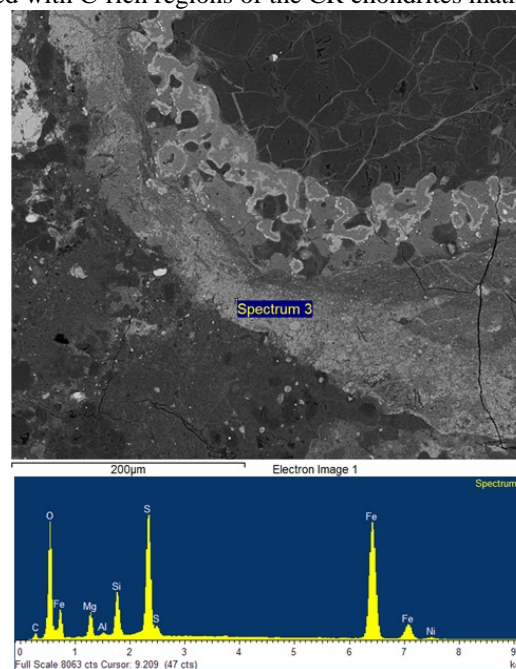 ed with C rich regions of the CR chondrites mat
Spectrum 3
200µm Electron Image 1
Spectrum
O
S
Fe
Si
Fe
Mg
C
Al
S
Fe
Ni
0 1 2 3 4 5 6 7 8 9
Full Scale 8063 cts Cursor: 9.209 (47 cts)